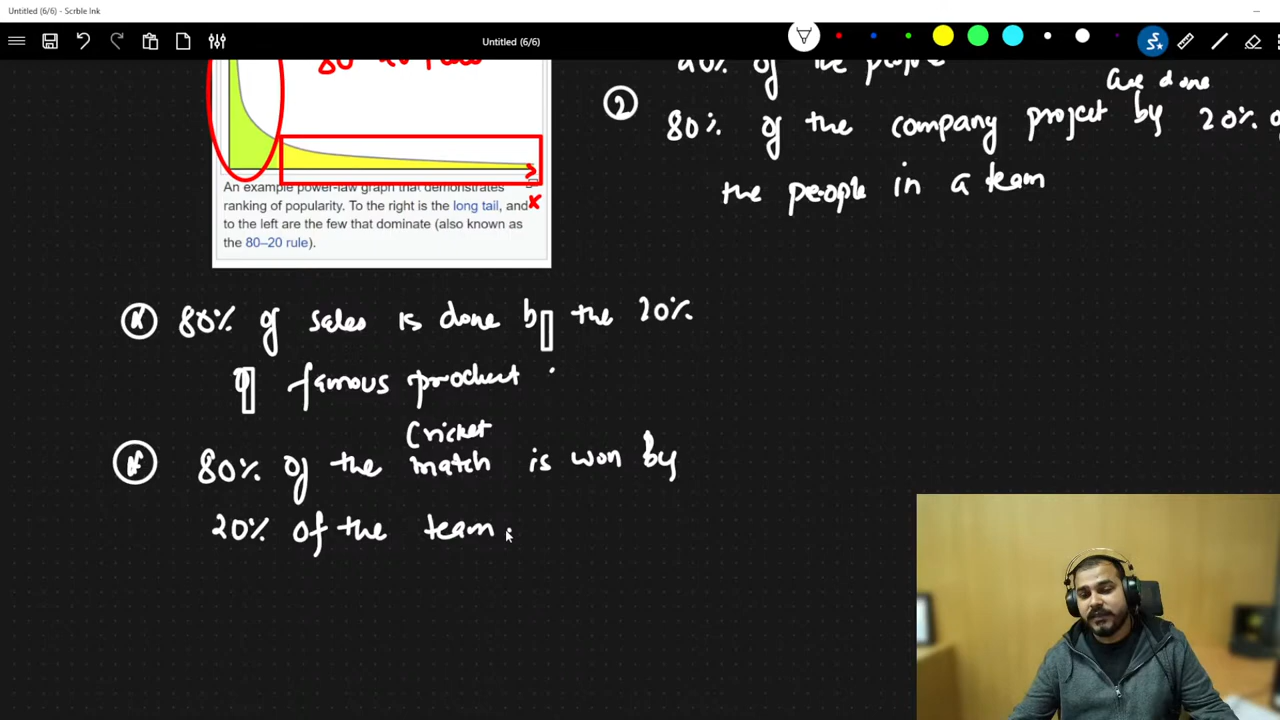 Untitled (6/6) - Scrble Ink
Untitled (6/6)
80-20 rule
An example power-law graph that demonstrates
ranking of popularity. To the right is the long tail, and
to the left are the few that dominate (also known as
the 80–20 rule).
x
of the people
are done
② 80% of the company project by 20% of
the people in a team
80% of sales is done by the 20%
of famous product .
Cricket
80% of the match is won by
20% of the team .